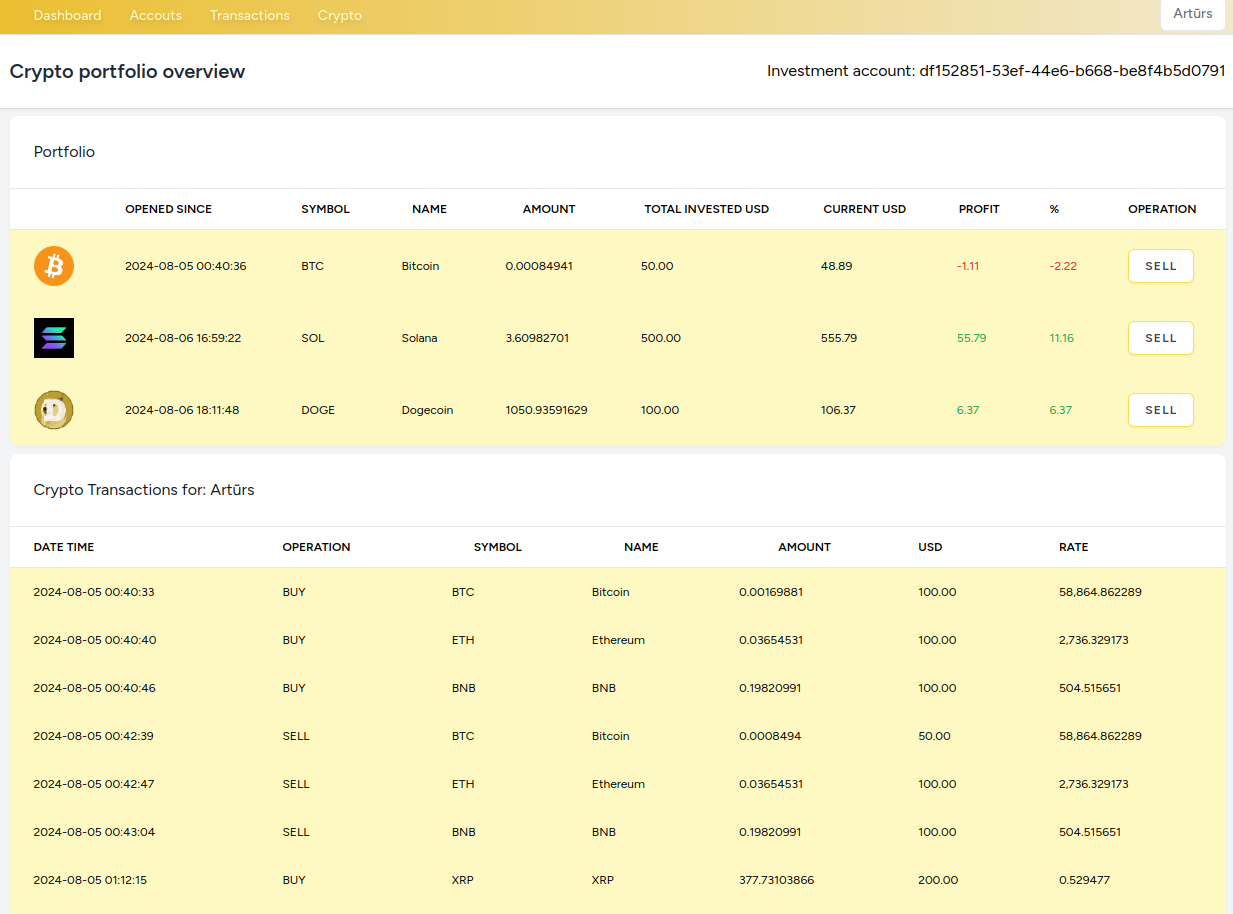 Dashboard Accouts Transactions Crypto Artūrs
Crypto portfolio overview Investment account: df152851-53ef-44e6-b668-be8f4b5d0791
Portfolio
OPENED SINCE SYMBOL NAME AMOUNT TOTAL INVESTED USD CURRENT USD PROFIT % OPERATION
2024-08-05 00:40:36 BTC Bitcoin 0.00084941 50.00 48.89 -1.11 -2.22 SELL
2024-08-06 16:59:22 SOL Solana 3.60982701 500.00 555.79 55.79 11.16 SELL
2024-08-06 18:11:48 DOGE Dogecoin 1050.93591629 100.00 106.37 6.37 6.37 SELL
Crypto Transactions for: Artūrs
DATE TIME OPERATION SYMBOL NAME AMOUNT USD RATE
2024-08-05 00:40:33 BUY BTC Bitcoin 0.00169881 100.00 58,864.862289
2024-08-05 00:40:40 BUY ETH Ethereum 0.03654531 100.00 2,736.329173
2024-08-05 00:40:46 BUY BNB BNB 0.19820991 100.00 504.515651
2024-08-05 00:42:39 SELL BTC Bitcoin 0.0008494 50.00 58,864.862289
2024-08-05 00:42:47 SELL ETH Ethereum 0.03654531 100.00 2,736.329173
2024-08-05 00:43:04 SELL BNB BNB 0.19820991 100.00 504.515651
2024-08-05 01:12:15 BUY XRP XRP 377.73103866 200.00 0.529477